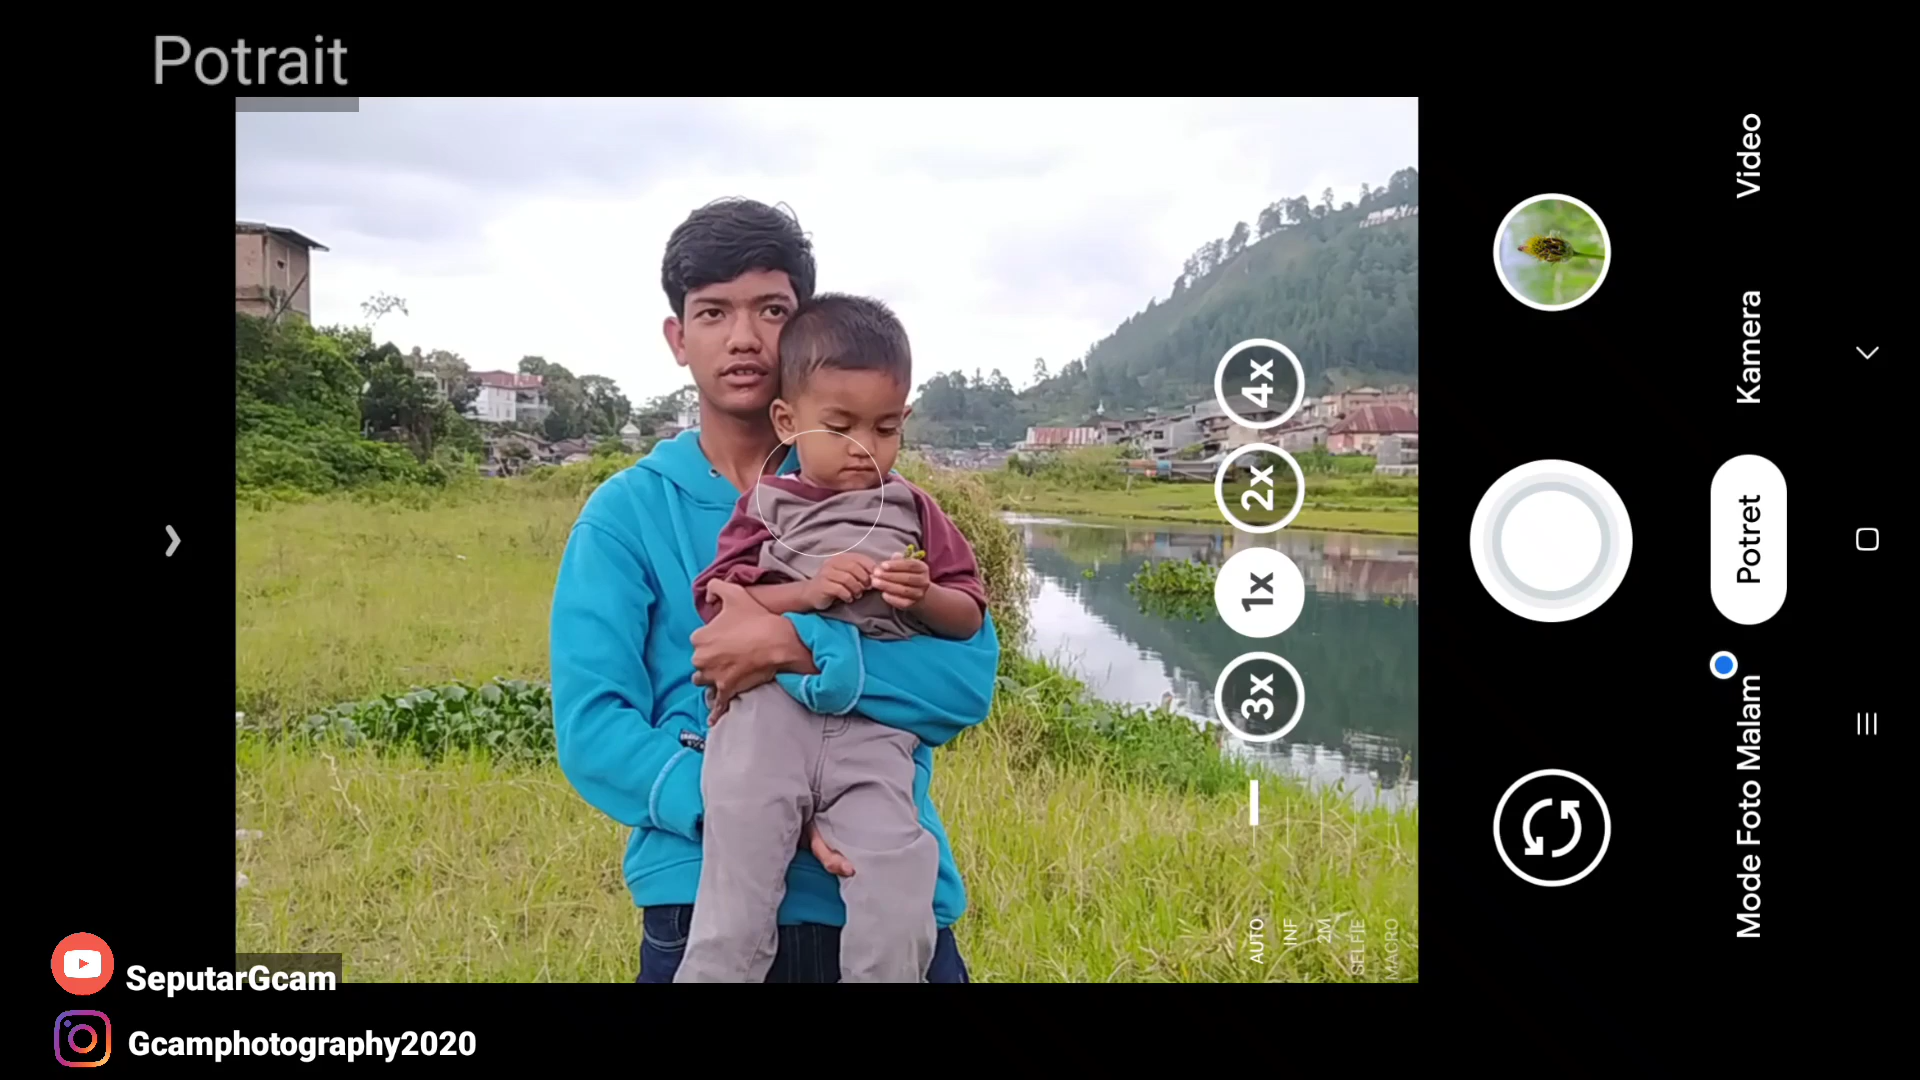 Potrait
Video
Kamera
Potret
Mode Foto Malam
4x
2x
1x
3x
AUTO
INF
2M
SELFIE
MACRO
SeputarGcam
Gcamphotography2020